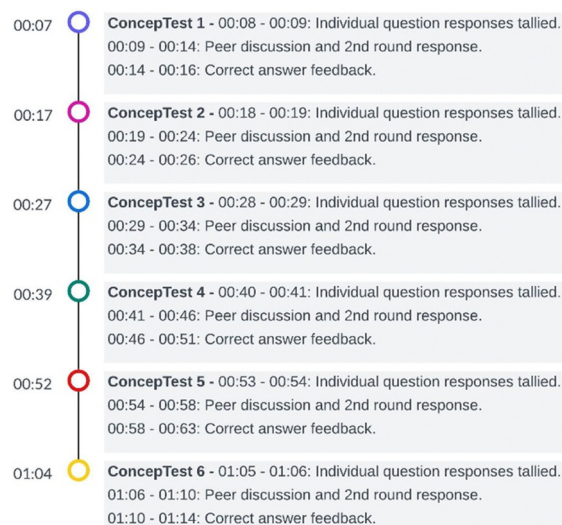 00:07
ConcepTest 1 - 00:08 - 00:09: Individual question responses tallied.
00:09 - 00:14: Peer discussion and 2nd round response.
00:14 - 00:16: Correct answer feedback.
00:17
ConcepTest 2 - 00:18 - 00:19: Individual question responses tallied.
00:19 - 00:24: Peer discussion and 2nd round response.
00:24 - 00:26: Correct answer feedback.
00:27
ConcepTest 3 - 00:28 - 00:29: Individual question responses tallied.
00:29 - 00:34: Peer discussion and 2nd round response.
00:34 - 00:38: Correct answer feedback.
00:39
ConcepTest 4 - 00:40 - 00:41: Individual question responses tallied.
00:41 - 00:46: Peer discussion and 2nd round response.
00:46 - 00:51: Correct answer feedback.
00:52
ConcepTest 5 - 00:53 - 00:54: Individual question responses tallied.
00:54 - 00:58: Peer discussion and 2nd round response.
00:58 - 00:63: Correct answer feedback.
01:04
ConcepTest 6 - 01:05 - 01:06: Individual question responses tallied.
01:06 - 01:10: Peer discussion and 2nd round response.
01:10 - 01:14: Correct answer feedback.